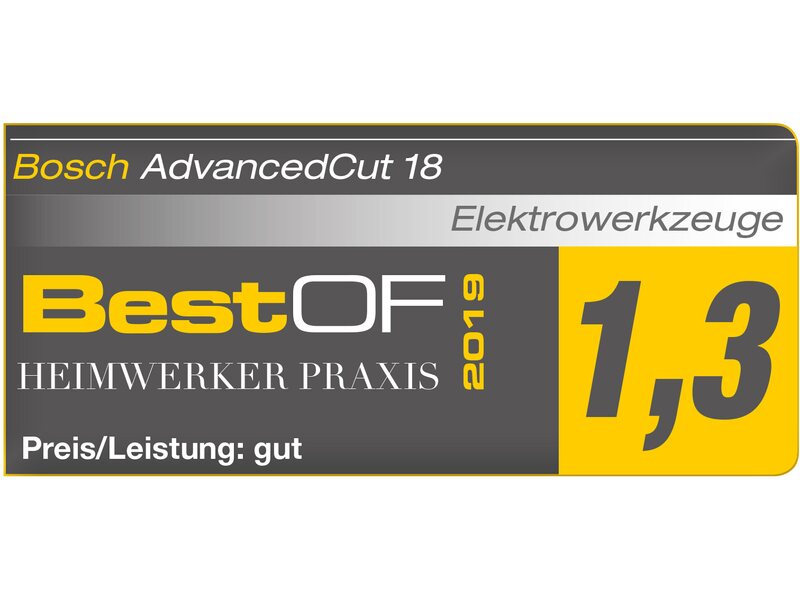 Bosch AdvancedCut 18
Elektrowerkzeuge
BestOF 2019
HEIMWERKER PRAXIS
Preis/Leistung: gut
1,3